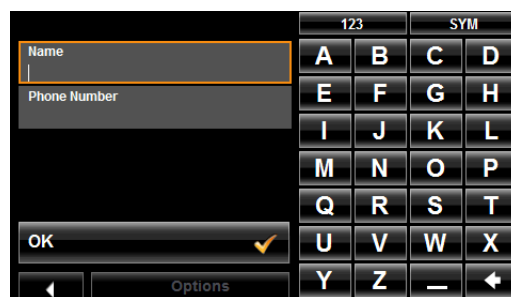 123 SYM
Name
A B C D
Phone Number
E F G H
I J K L
M N O P
Q R S T
OK
U V W X
Options
Y Z _